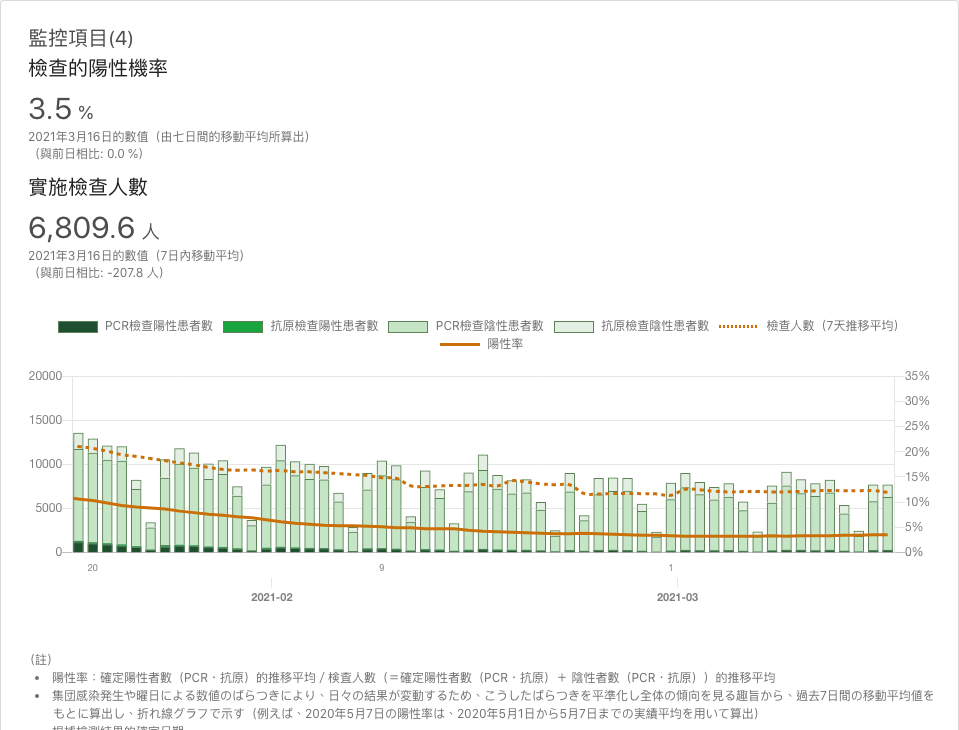 監控項目(4)
檢查的陽性機率
3.5 %
2021年3月16日的數值（由七日間的移動平均所算出）
（與前日相比: 0.0 %）
實施檢查人數
6,809.6 人
2021年3月16日的數值（7日內移動平均）
（與前日相比: -207.8 人）
PCR檢查陽性患者數 抗原檢查陽性患者數 PCR檢查陰性患者數 抗原檢查陰性患者數 檢查人數（7天推移平均）
陽性率
20000 35%
30%
15000 25%
20%
10000 15%
10%
5000 5%
0 0%
20 9 1
2021-02 2021-03
（註）
• 陽性率：確定陽性者數（PCR・抗原）的推移平均 / 検査人數（＝確定陽性者數（PCR・抗原）＋ 陰性者數（PCR・抗原））的推移平均
• 集団感染発生や曜日による数値のばらつきにより、日々の結果が変動するため、こうしたばらつきを平準化し全体の傾向を見る趣旨から、過去7日間の移動平均値を
もとに算出し、折れ線グラフで示す（例えば、2020年5月7日の陽性率は、2020年5月1日から5月7日までの実績平均を用いて算出）